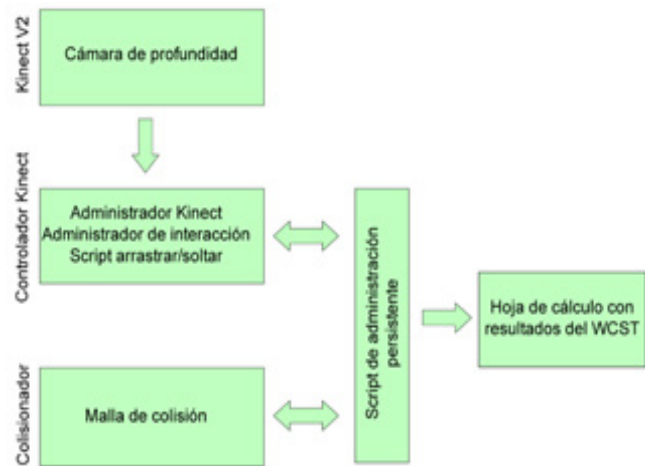 Kinect V2
Cámara de profundidad
Controlador Kinect
Administrador Kinect
Administrador de interacción
Script arrastrar/soltar
Colisionador
Malla de colisión
Script de administración
persistente
Hoja de cálculo con
resultados del WCST